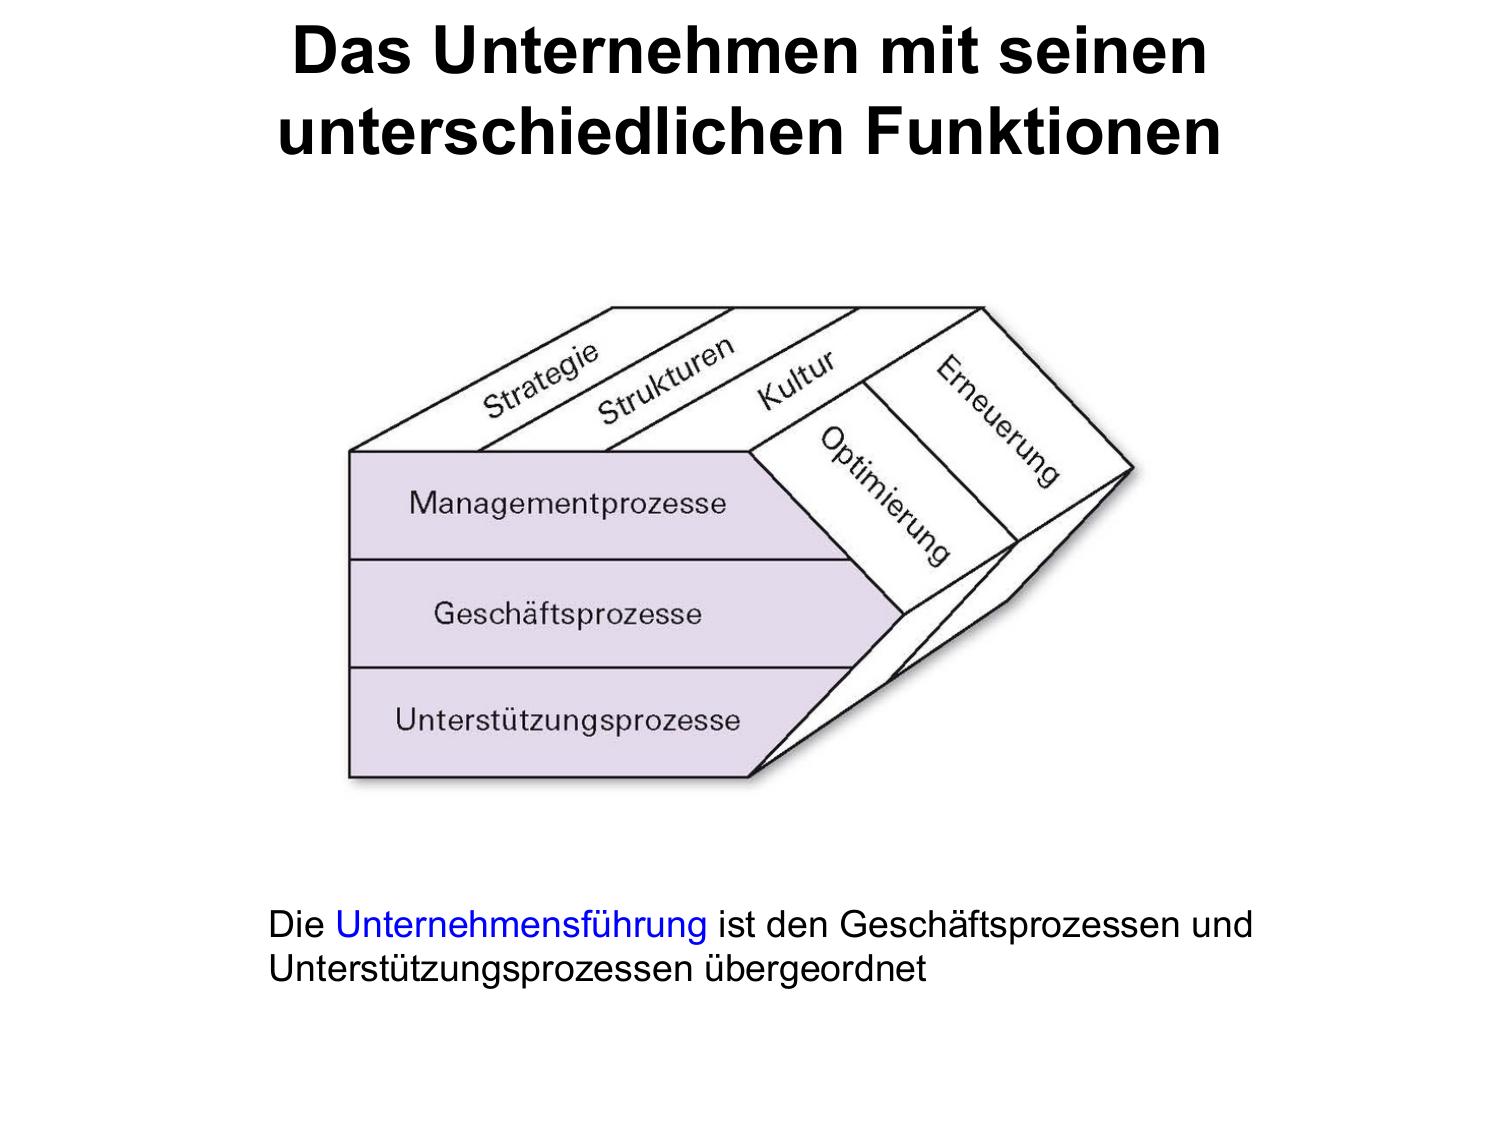 Das Unternehmen mit seinen
unterschiedlichen Funktionen
Strategie
Strukturen
Kultur
Erneuerung
Optimierung
Managementprozesse
Geschäftsprozesse
Unterstützungsprozesse
Die Unternehmensführung ist den Geschäftsprozessen und
Unterstützungsprozessen übergeordnet